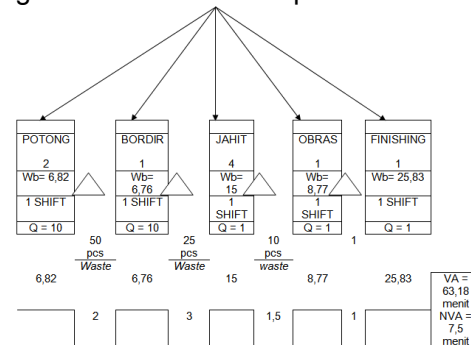 POTONG BORDIR JAHIT OBRAS FINISHING
2 1 4 1 1
Wb= 6,82 Wb= 6,76 Wb= 15 Wb= 8,77 Wb= 25,83
1 SHIFT 1 SHIFT 1 SHIFT 1 SHIFT 1 SHIFT
Q = 10 Q = 10 Q = 1 Q = 1 Q = 1
50 pcs 25 pcs 10 pcs 1
Waste Waste waste
6,82 6,76 15 8,77 25,83
2 3 1,5 1
VA =
63,18
menit
NVA =
7,5
menit